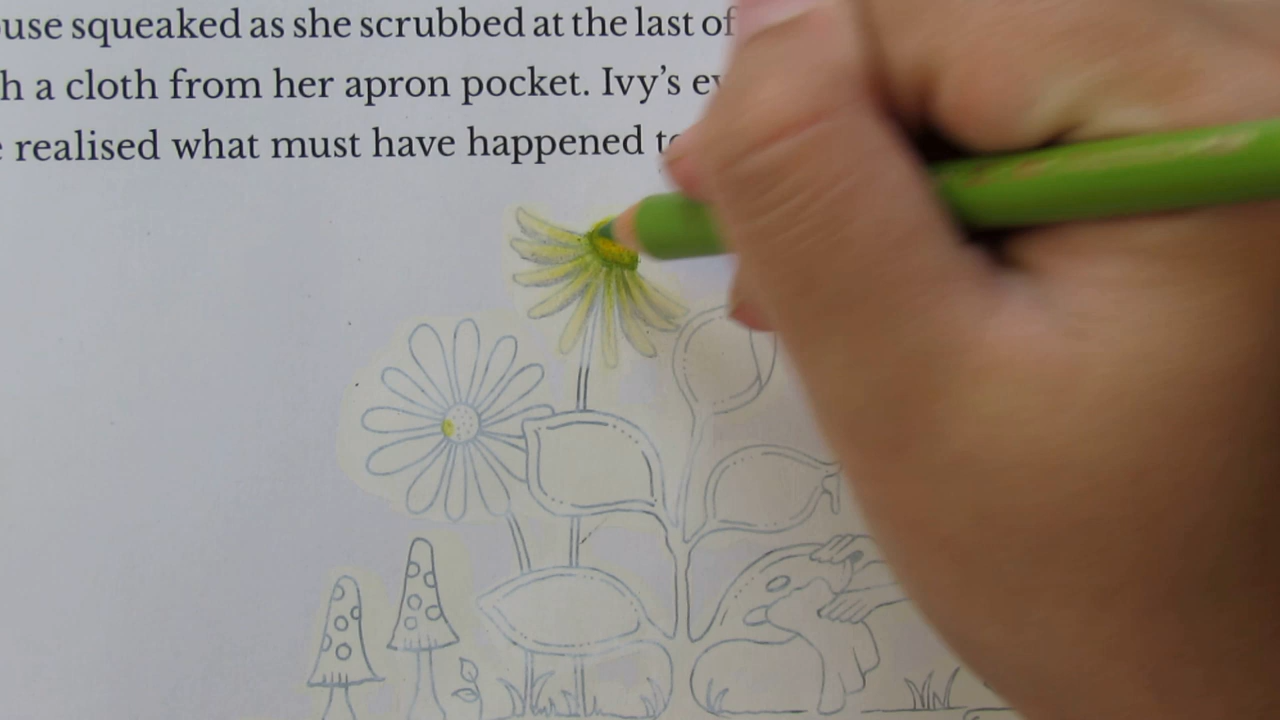 use squeaked as she scrubbed at the last of
h a cloth from her apron pocket. Ivy's
realised what must have happened